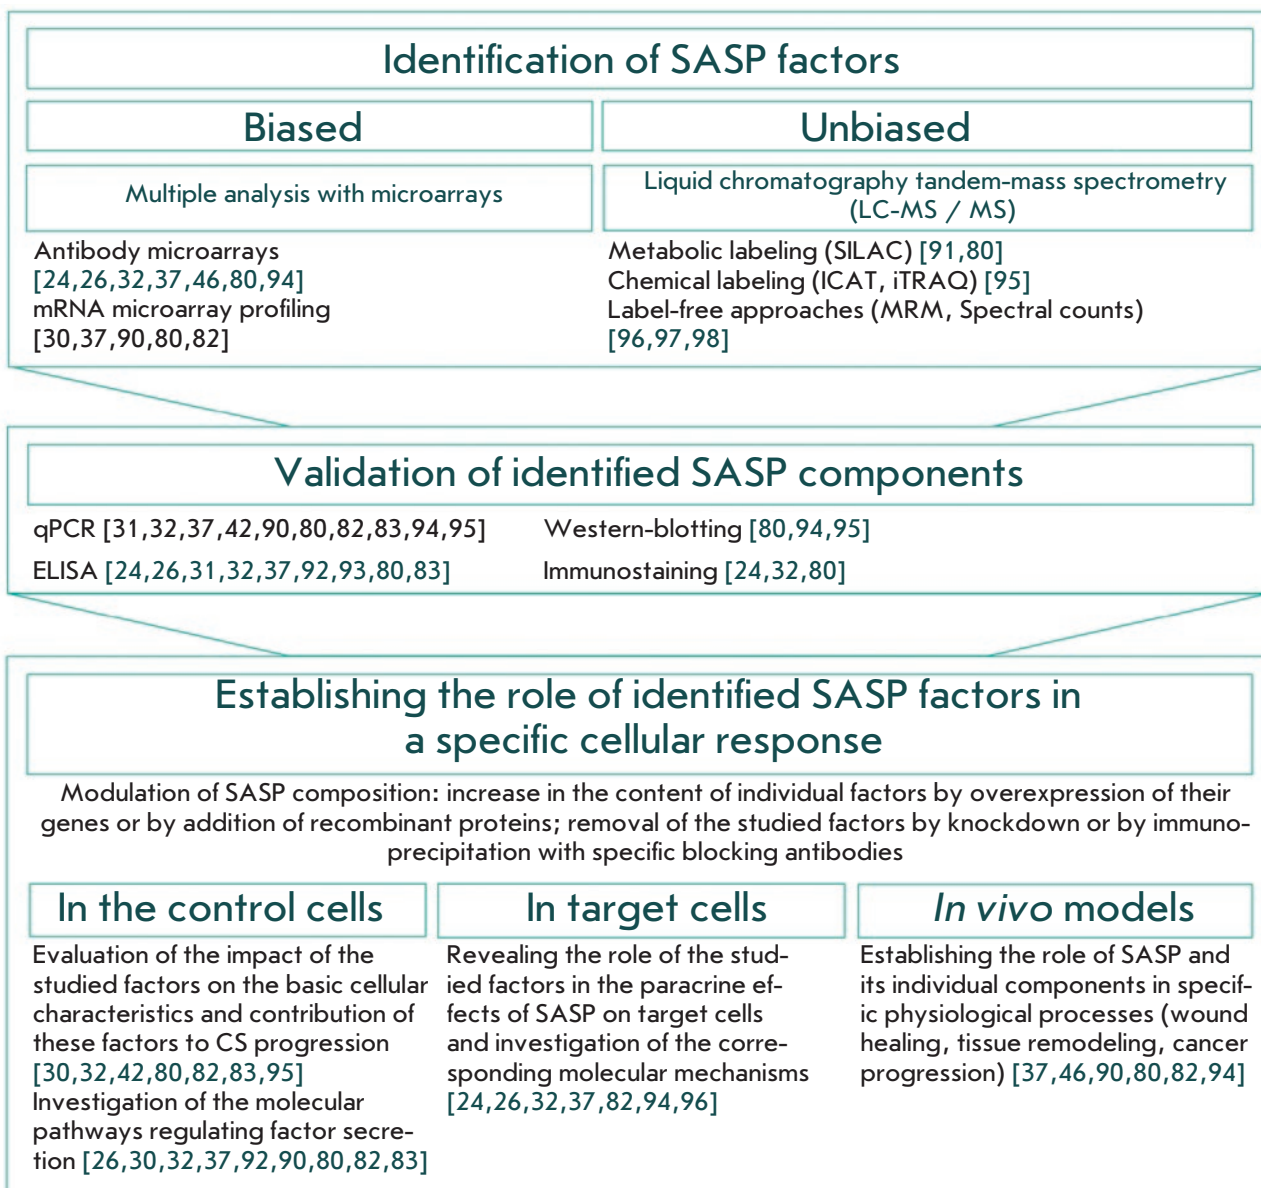 Identification of SASP factors
Biased
Multiple analysis with microarrays
Antibody microarrays
[24,26,32,37,46,80,94]
mRNA microarray profiling
[30,37,90,80,82]
Unbiased
Liquid chromatography tandem-mass spectrometry
(LC-MS / MS)
Metabolic labeling (SILAC) [91,80]
Chemical labeling (ICAT, iTRAQ) [95]
Label-free approaches (MRM, Spectral counts)
[96,97,98]
Validation of identified SASP components
qPCR [31,32,37,42,90,80,82,83,94,95]
ELISA [24,26,31,32,37,92,93,80,83]
Western-blotting [80,94,95]
Immunostaining [24,32,80]
Establishing the role of identified SASP factors in
a specific cellular response
Modulation of SASP composition: increase in the content of individual factors by overexpression of their
genes or by addition of recombinant proteins; removal of the studied factors by knockdown or by immuno-
precipitation with specific blocking antibodies
In the control cells
Evaluation of the impact of the
studied factors on the basic cellular
characteristics and contribution of
these factors to CS progression
[30,32,42,80,82,83,95]
Investigation of the molecular
pathways regulating factor secre-
tion [26,30,32,37,92,90,80,82,83]
In target cells
Revealing the role of the stud-
ied factors in the paracrine ef-
fects of SASP on target cells
and investigation of the corre-
sponding molecular mechanisms
[24,26,32,37,82,94,96]
In vivo models
Establishing the role of SASP and
its individual components in specif-
ic physiological processes (wound
healing, tissue remodeling, cancer
progression) [37,46,90,80,82,94]